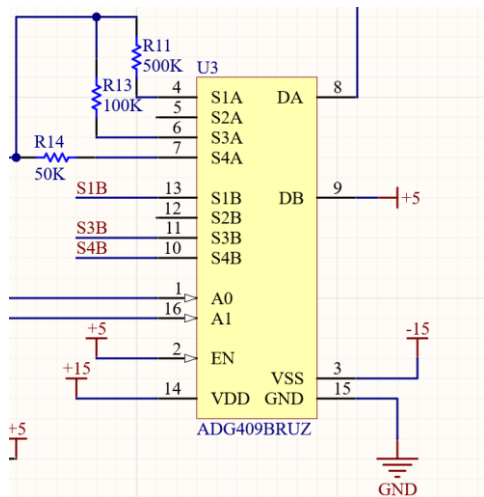 R11
500K
U3
R13
100K
4 S1A DA 8
5 S2A
6 S3A
R14
7 S4A
50K
S1B 13 S1B DB 9 +5
12 S2B
S3B 11 S3B
S4B 10 S4B
1 A0
16 A1
+5 -15
2 EN
+15 VSS 3
14 VDD GND 15
+5 ADG409BRUZ
GND